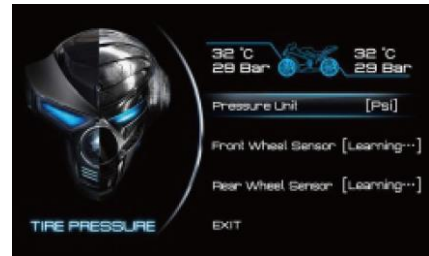 32 °C 32 °C
29 Bar 29 Bar
Pressure Unit [Psi]
Front Wheel Sensor [Learning···]
Rear Wheel Sensor [Learning···]
TIRE PRESSURE EXIT